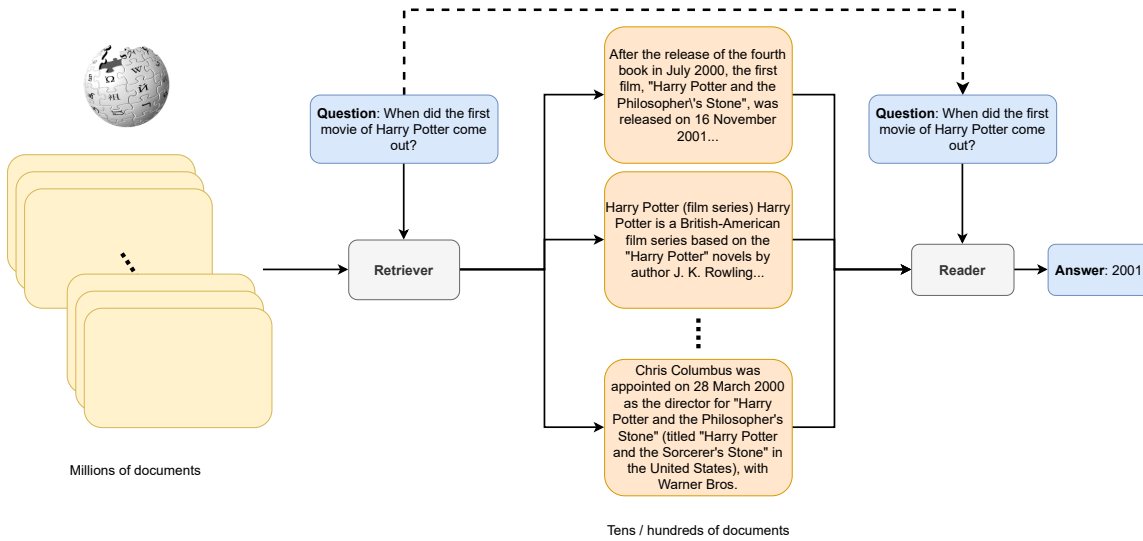 Question: When did the first
movie of Harry Potter come
out?
After the release of the fourth
book in July 2000, the first
film, "Harry Potter and the
Philosopher\'s Stone", was
released on 16 November
2001...
Question: When did the first
movie of Harry Potter come
out?
Harry Potter (film series) Harry
Potter is a British-American
film series based on the
"Harry Potter" novels by
author J. K. Rowling...
Retriever
Reader
Answer: 2001
Chris Columbus was
appointed on 28 March 2000
as the director for "Harry
Potter and the Philosopher's
Stone" (titled "Harry Potter
and the Sorcerer's Stone" in
the United States), with
Warner Bros.
Millions of documents
Tens / hundreds of documents